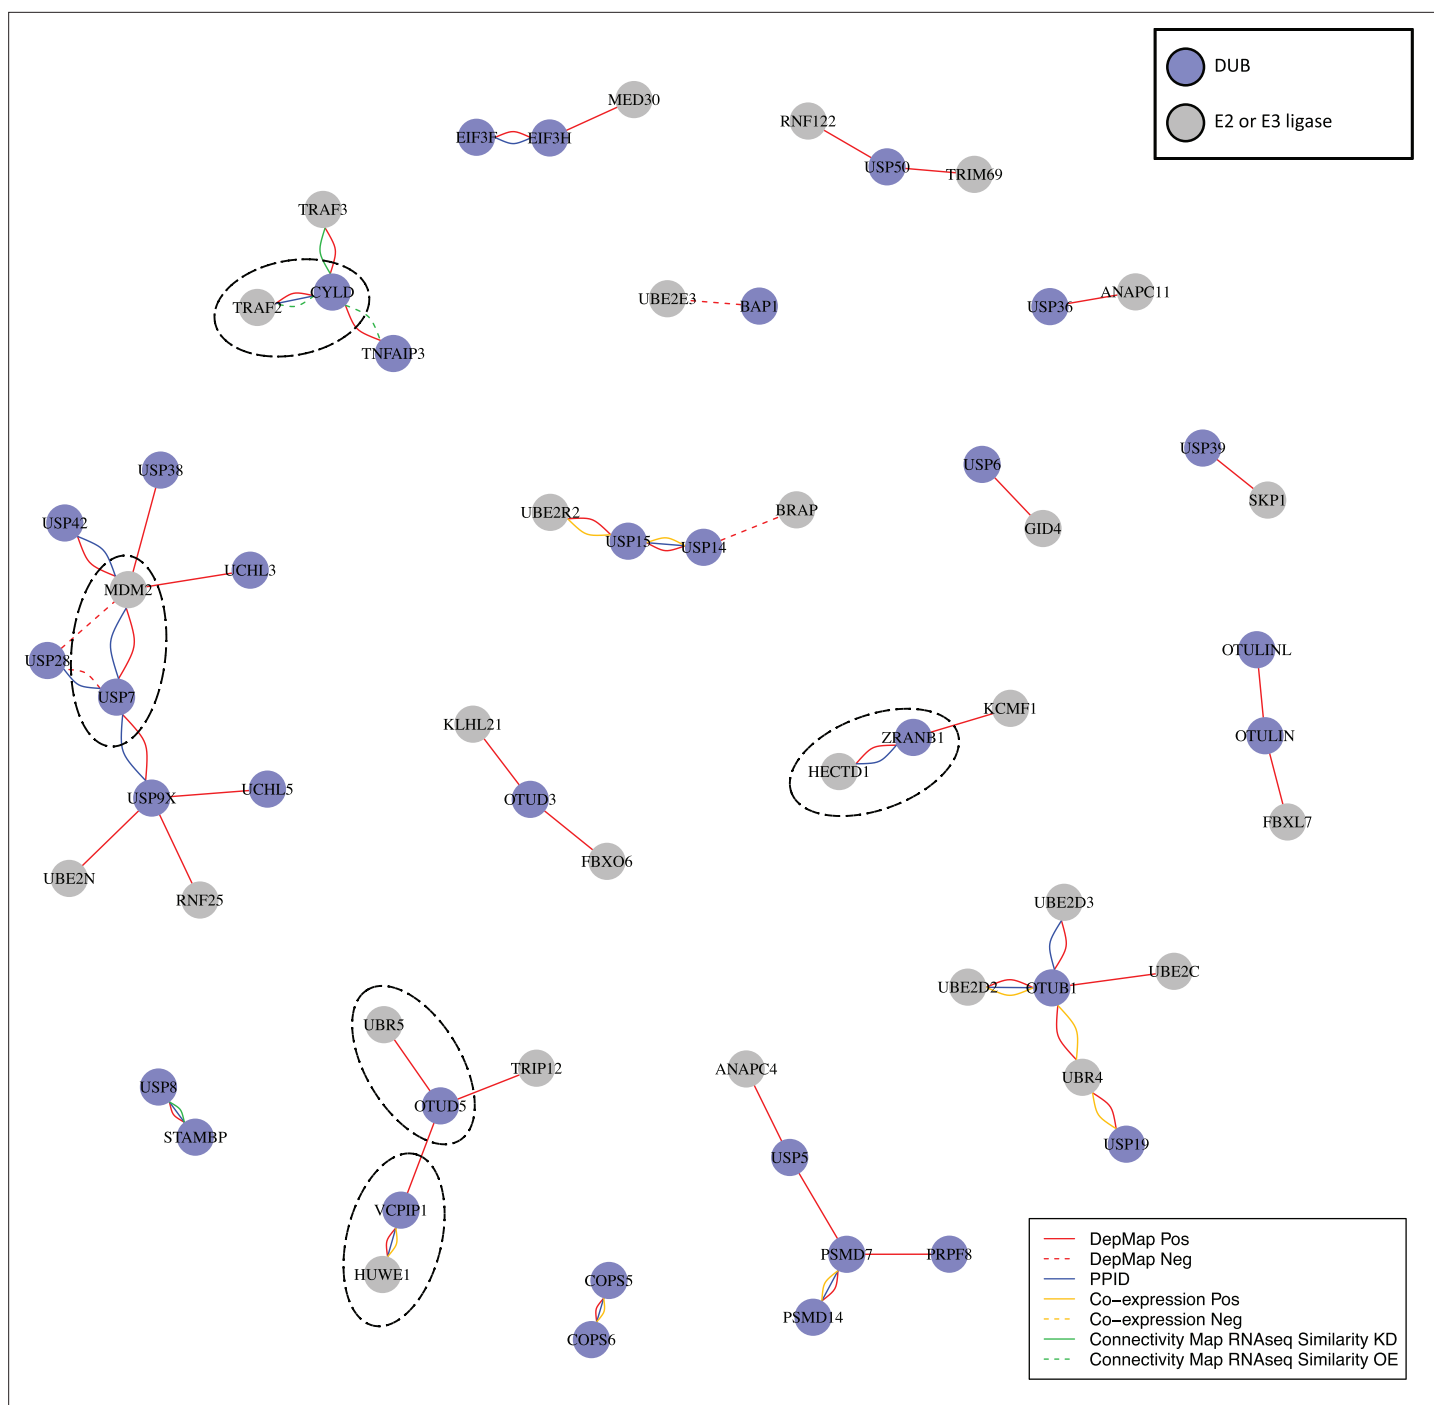 DUB
E2 or E3 ligase
MED30
EIF3F
EIF3H
RNF122
USP50
TRIM69
TRAF3
CYLD
TRAF2
TNFAIP3
UBE2E3
BAP1
USP36
ANAPC11
USP38
USP42
MDM2
UCHL3
USP28
USP7
USP9X
UCHL5
UBE2N
RNF25
UBE2R2
USP15
USP14
BRAP
USP6
GID4
USP39
SKP1
KLHL21
OTUD3
FBXO6
KCMF1
ZRANB1
HECTD1
OTULINL
OTULIN
FBXL7
UBE2D3
UBE2D2
OTUB1
UBE2C
UBR4
USP19
UBR5
TRIP12
OTUD5
VCPIP1
HUWE1
USP8
STAMBP
ANAPC4
USP5
PSMD7
PRPF8
PSMD14
COPS5
COPS6
DepMap Pos
DepMap Neg
PPID
Co−expression Pos
Co−expression Neg
Connectivity Map RNAseq Similarity KD
Connectivity Map RNAseq Similarity OE